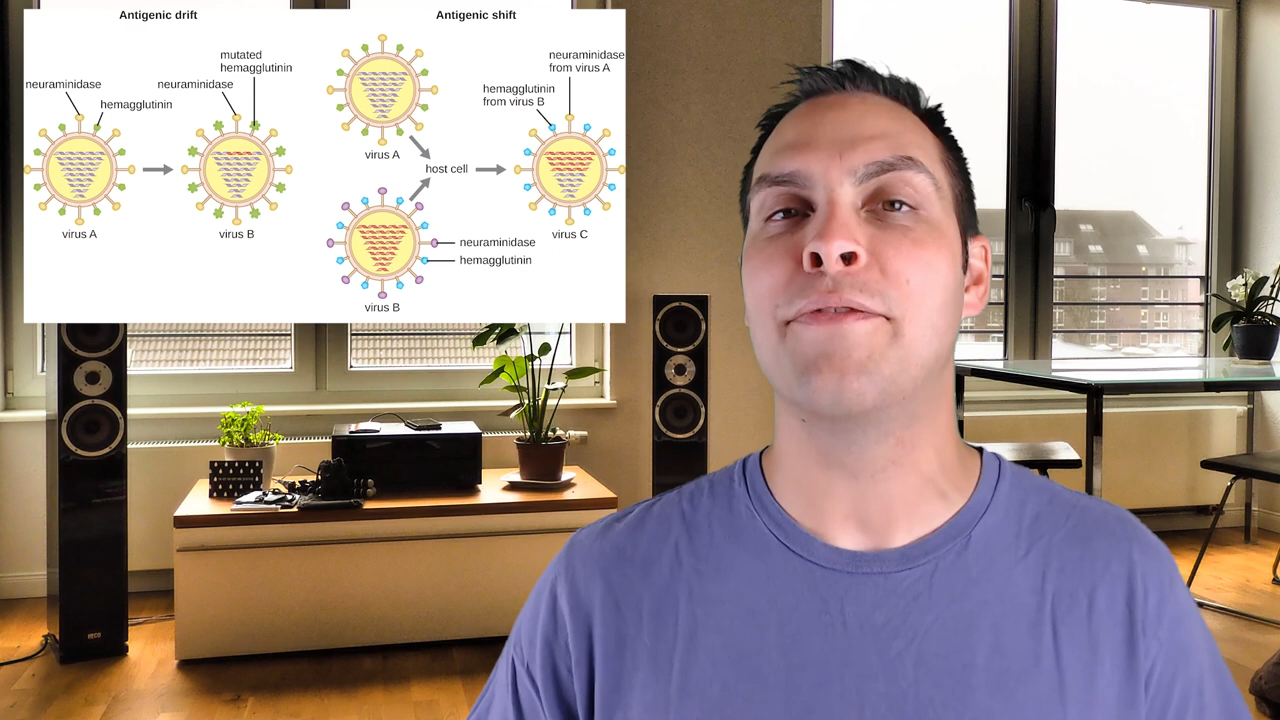 Antigenic drift
neuraminidase
hemagglutinin
virus A
neuraminidase
mutated
hemagglutinin
virus B
Antigenic shift
virus A
host cell
neuraminidase
hemagglutinin
virus B
hemagglutinin
from virus B
neuraminidase
from virus A
virus C
HECO